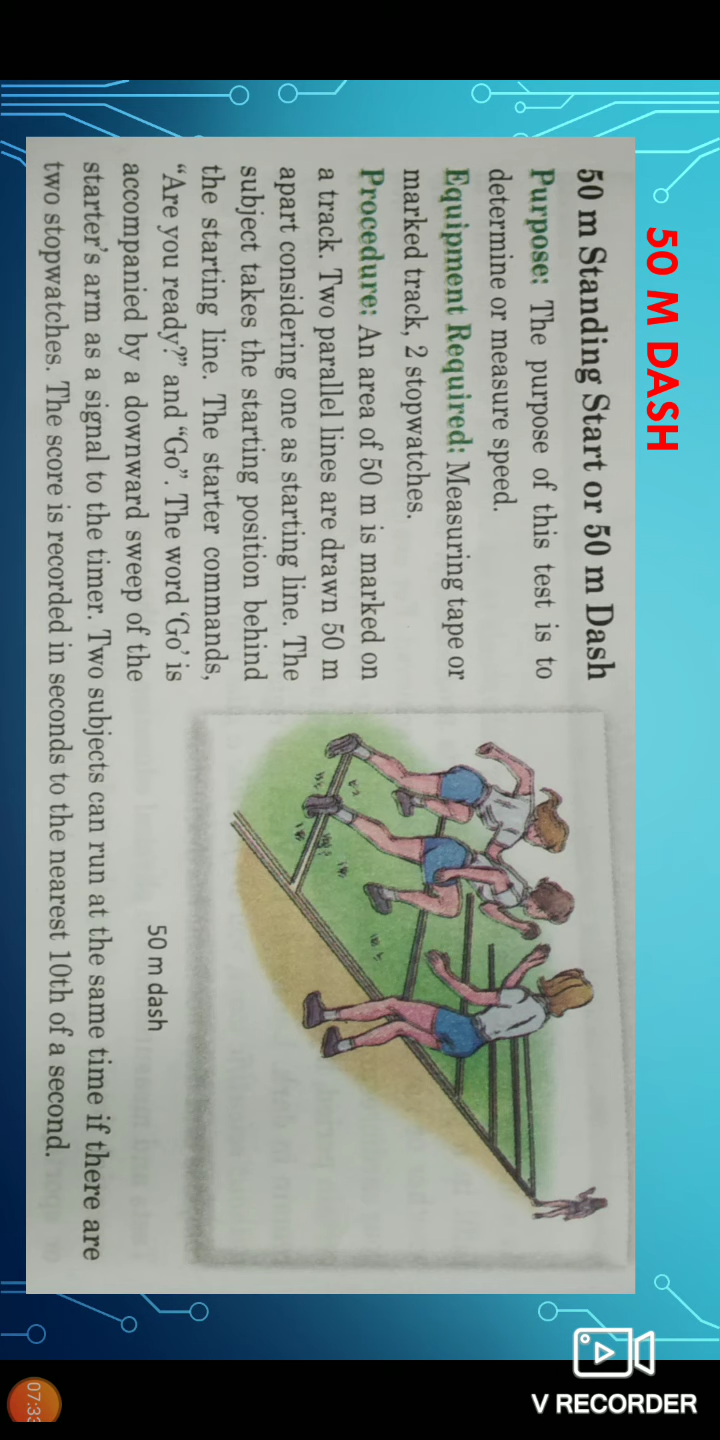 50 M DASH
50 m Standing Start or 50 m Dash
Purpose: The purpose of this test is to
determine or measure speed.
Equipment Required: Measuring tape or
marked track, 2 stopwatches.
Procedure: An area of 50 m is marked on
a track. Two parallel lines are drawn 50 m
apart considering one as starting line. The
subject takes the starting position behind
the starting line. The starter commands,
“Are you ready?” and “Go”. The word ‘Go’ is
accompanied by a downward sweep of the
starter’s arm as a signal to the timer. Two subjects can run at the same time if there are
two stopwatches. The score is recorded in seconds to the nearest 10th of a second.
50 m dash
V RECORDER